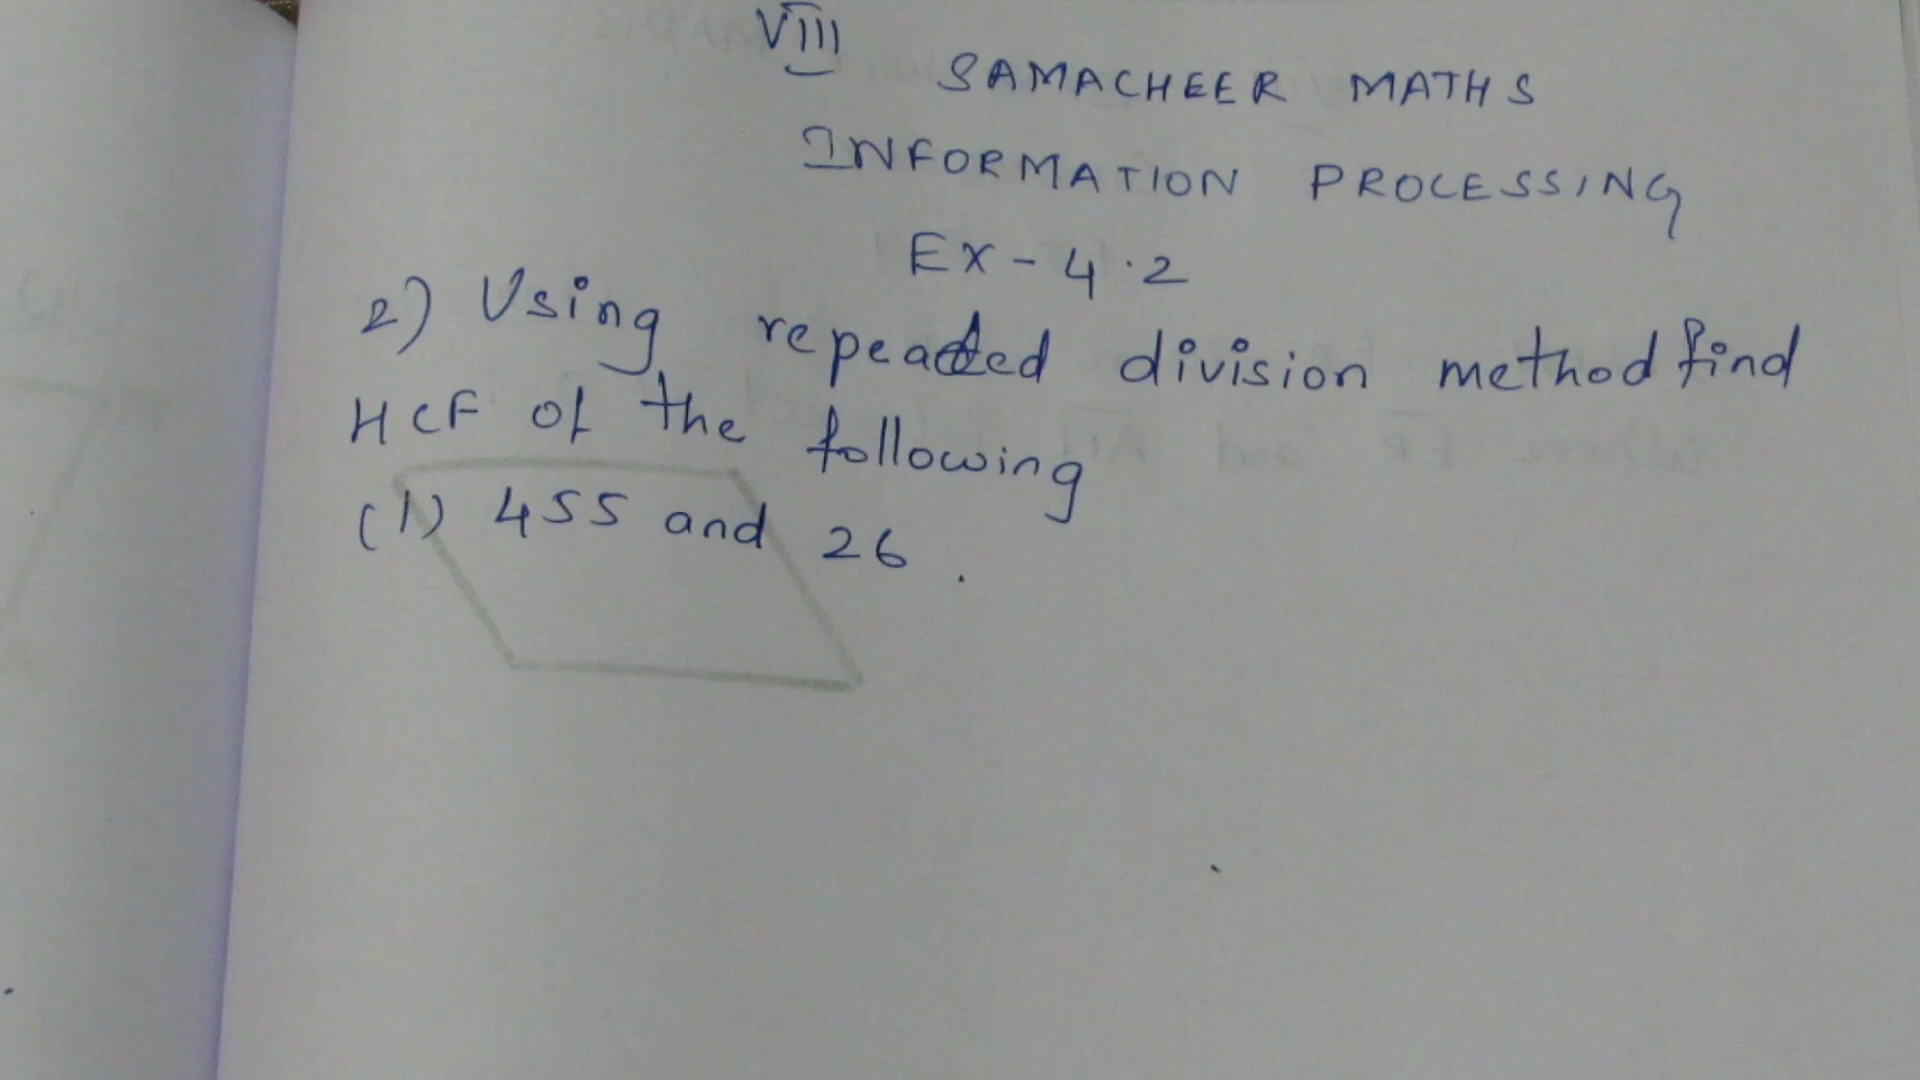 VIII
SAMACHEER MATHS
INFORMATION PROCESSING
Ex - 4.2
2) Using repeated division method find
HCF of the following
(1) 455 and 26.